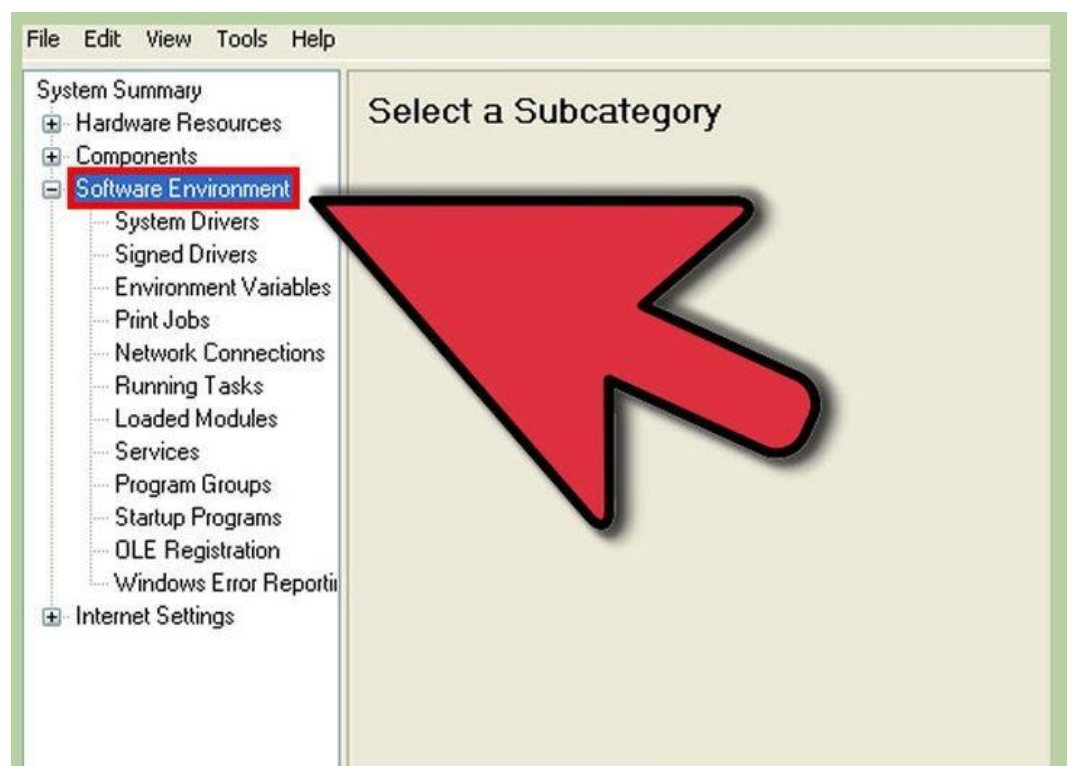 File Edit View Tools Help
System Summary
Hardware Resources
Components
Software Environment
System Drivers
Signed Drivers
Environment Variables
Print Jobs
Network Connections
Running Tasks
Loaded Modules
Services
Program Groups
Startup Programs
OLE Registration
Windows Error Reportin
Internet Settings
Select a Subcategory